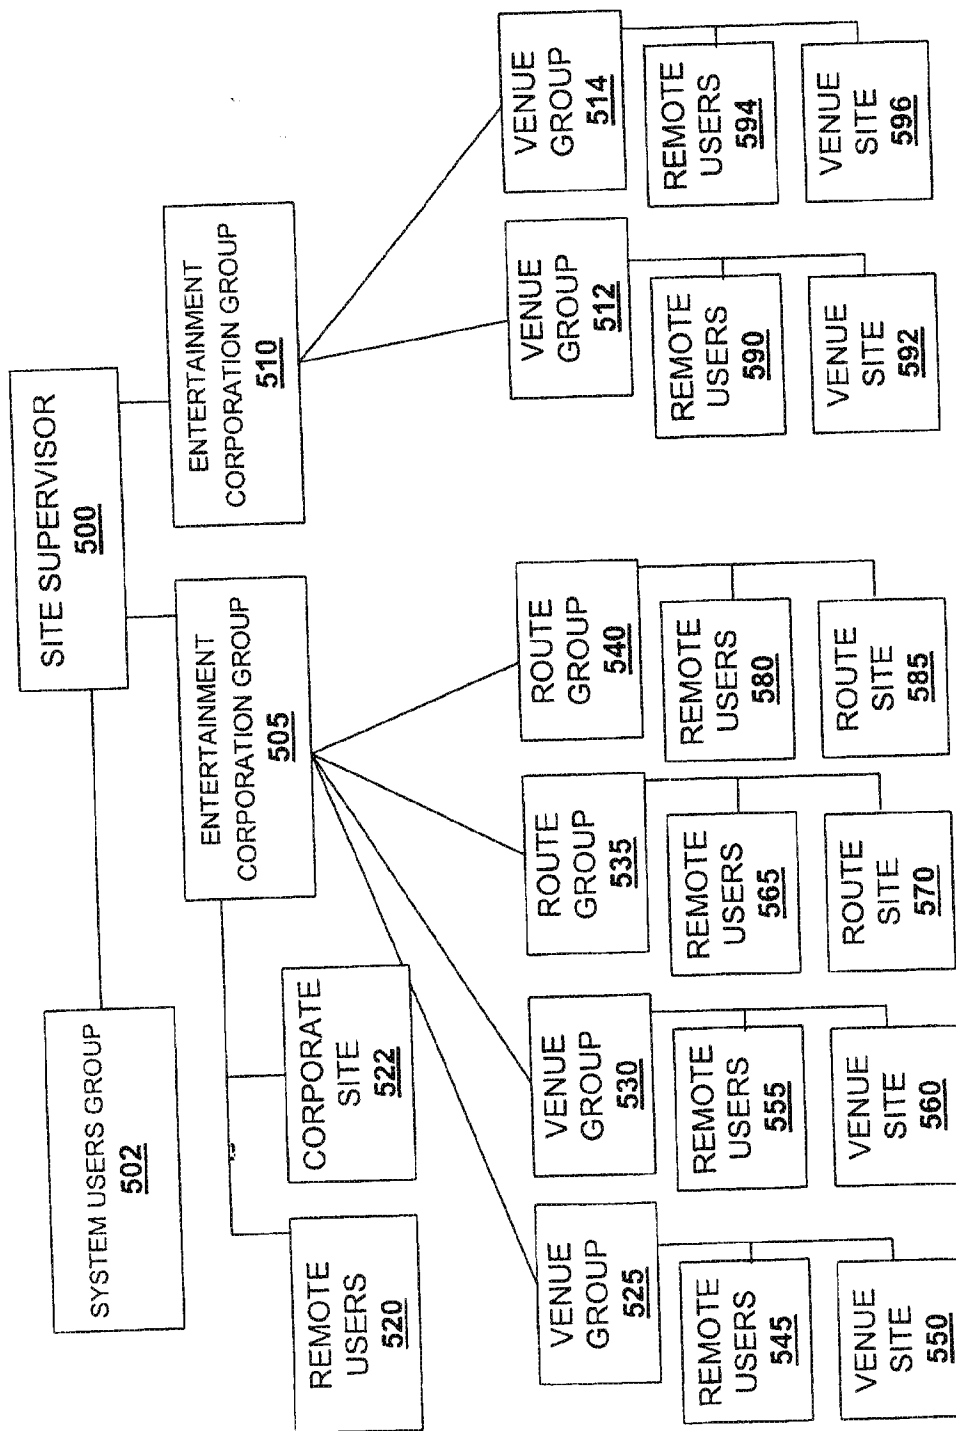 SITE SUPERVISOR
500
SYSTEM USERS GROUP
502
ENTERTAINMENT
CORPORATION GROUP
505
ENTERTAINMENT
CORPORATION GROUP
510
REMOTE
USERS
520
CORPORATE
SITE
522
VENUE
GROUP
525
VENUE
GROUP
530
ROUTE
GROUP
535
ROUTE
GROUP
540
VENUE
GROUP
512
VENUE
GROUP
514
REMOTE
USERS
545
REMOTE
USERS
555
REMOTE
USERS
565
REMOTE
USERS
580
REMOTE
USERS
590
REMOTE
USERS
594
VENUE
SITE
550
VENUE
SITE
560
ROUTE
SITE
570
ROUTE
SITE
585
VENUE
SITE
592
VENUE
SITE
596